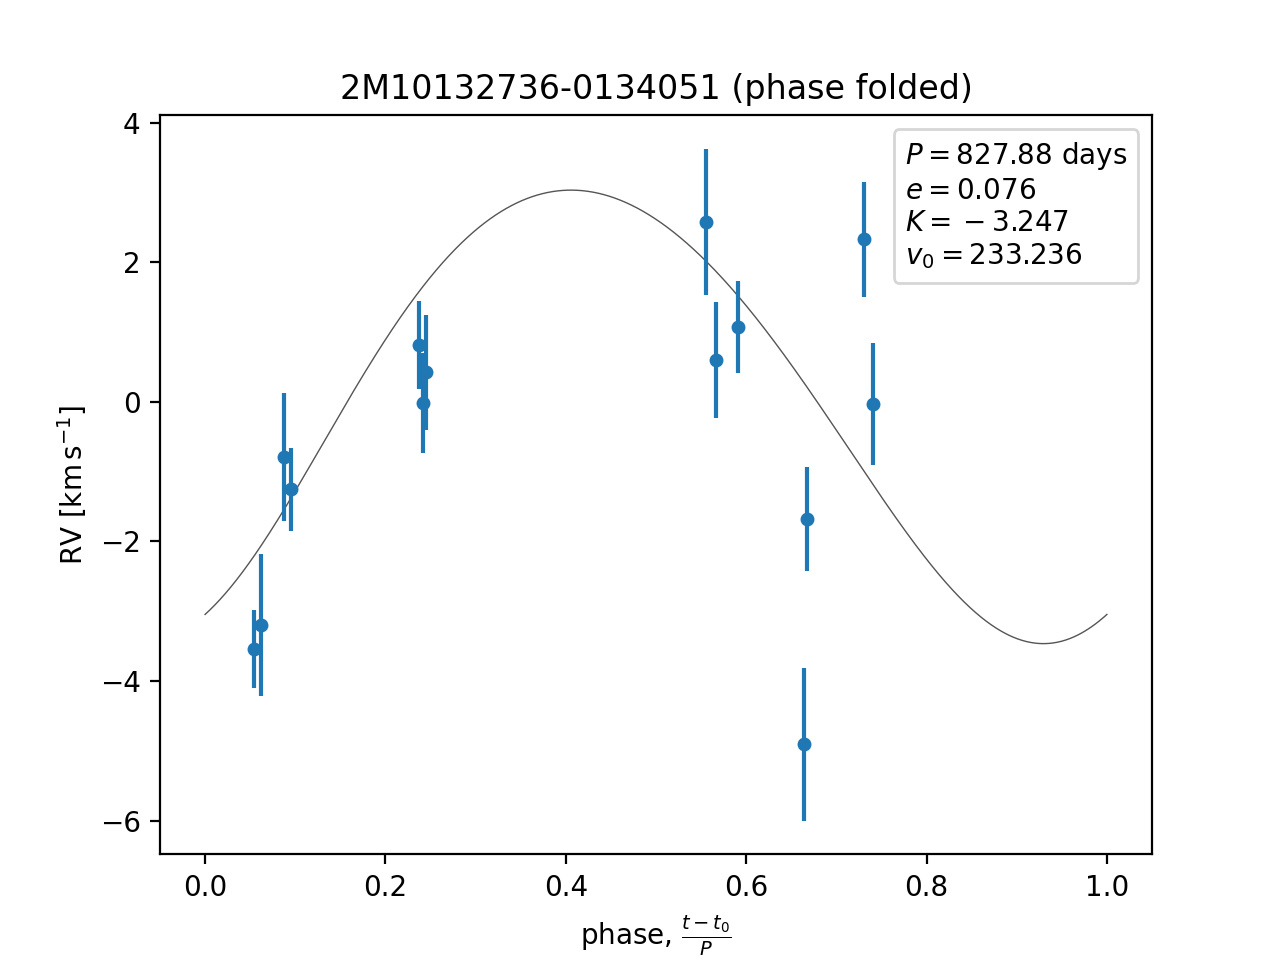 2M10132736-0134051 (phase folded)
P = 827.88 days
e = 0.076
K = −3.247
v₀ = 233.236
RV [km s⁻¹]
4
2
0
−2
−4
−6
0.0 0.2 0.4 0.6 0.8 1.0
phase, (t − t₀)/P